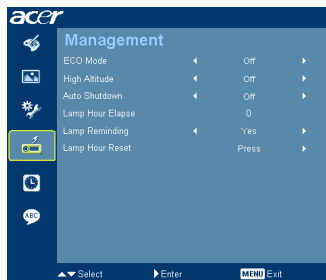 acer
Management
ECO Mode Off
High Altitude Off
Auto Shutdown Off
Lamp Hour Elapse 0
Lamp Reminding Yes
Lamp Hour Reset Press
ABC
Select Enter MENU Exit